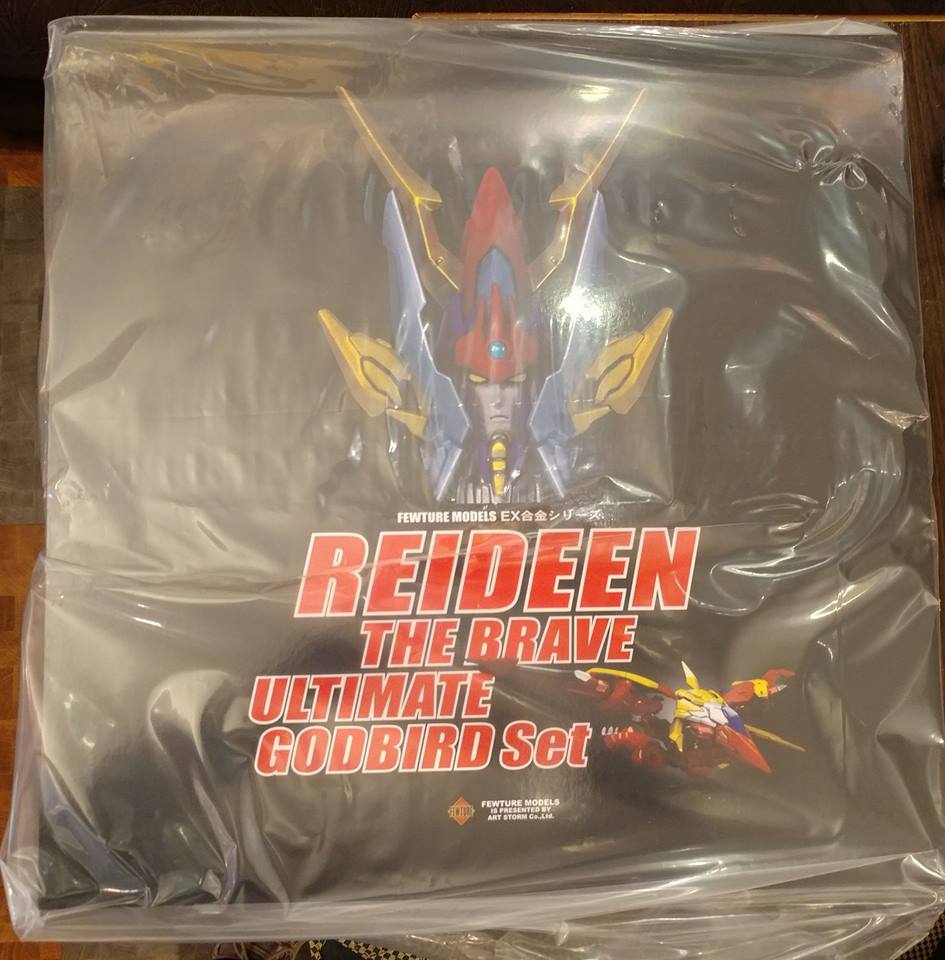 FEWTURE MODELS EX合金シリーズ
REIDEEN
THE BRAVE
ULTIMATE
GODBIRD Set
FEWTURE
FEWTURE MODELS
IS PRESENTED BY
ART STORM Co.,Ltd.